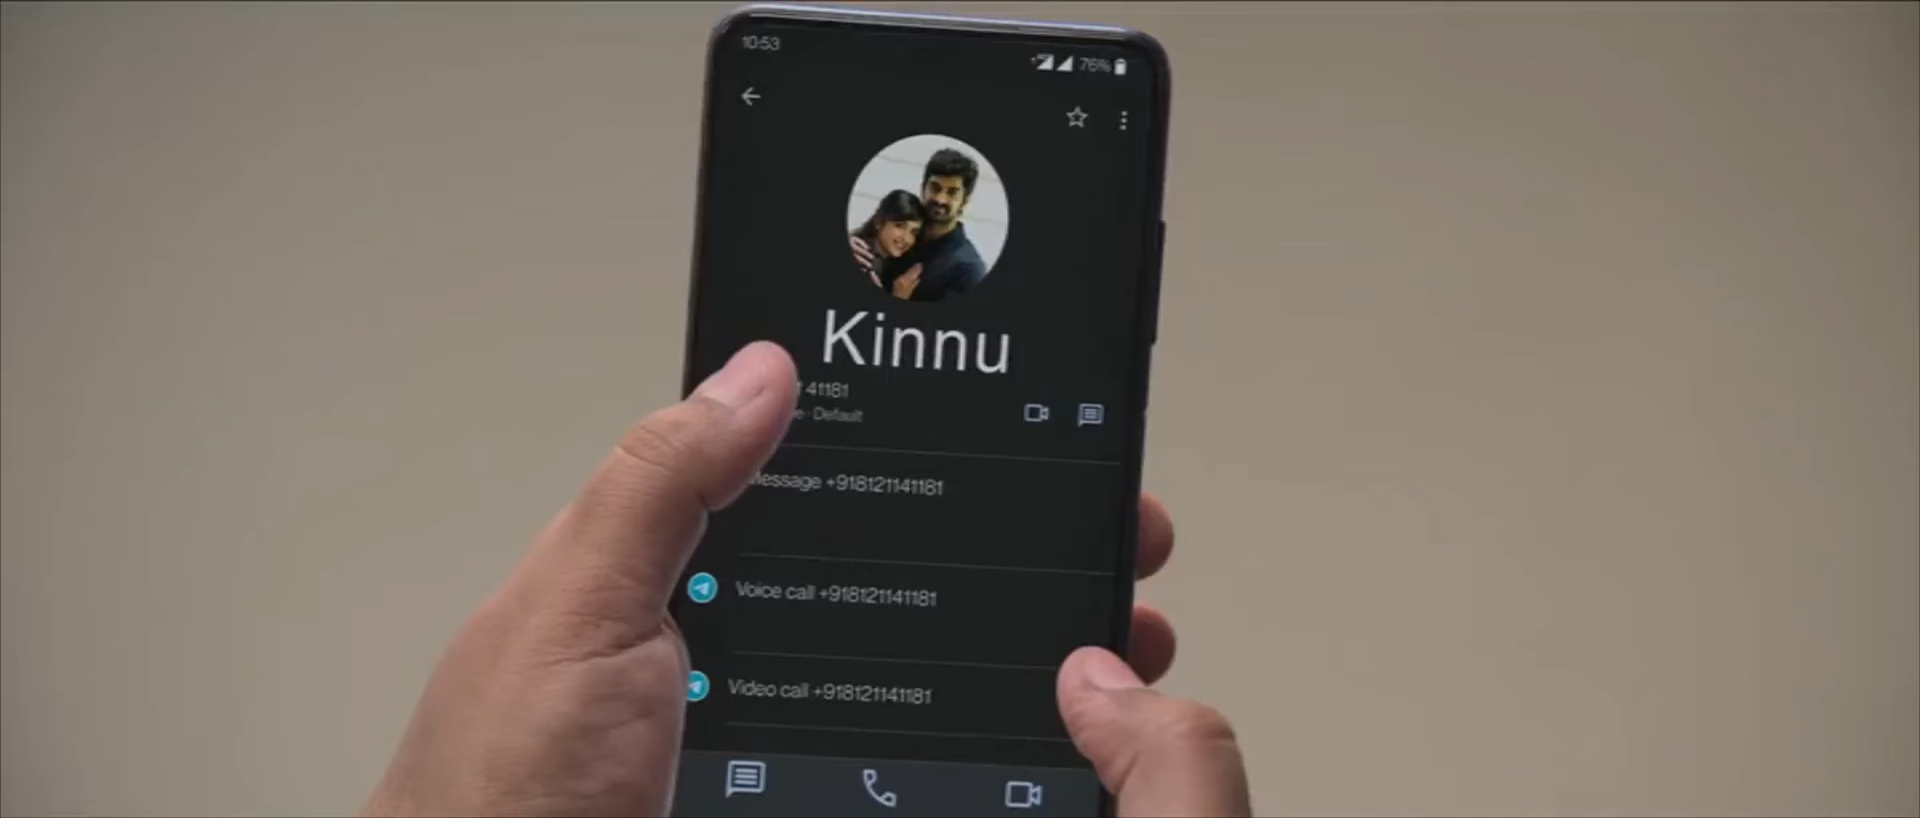 10:53
76%
Kinnu
41181
Default
Message +918121141181
Voice call +918121141181
Video call +918121141181